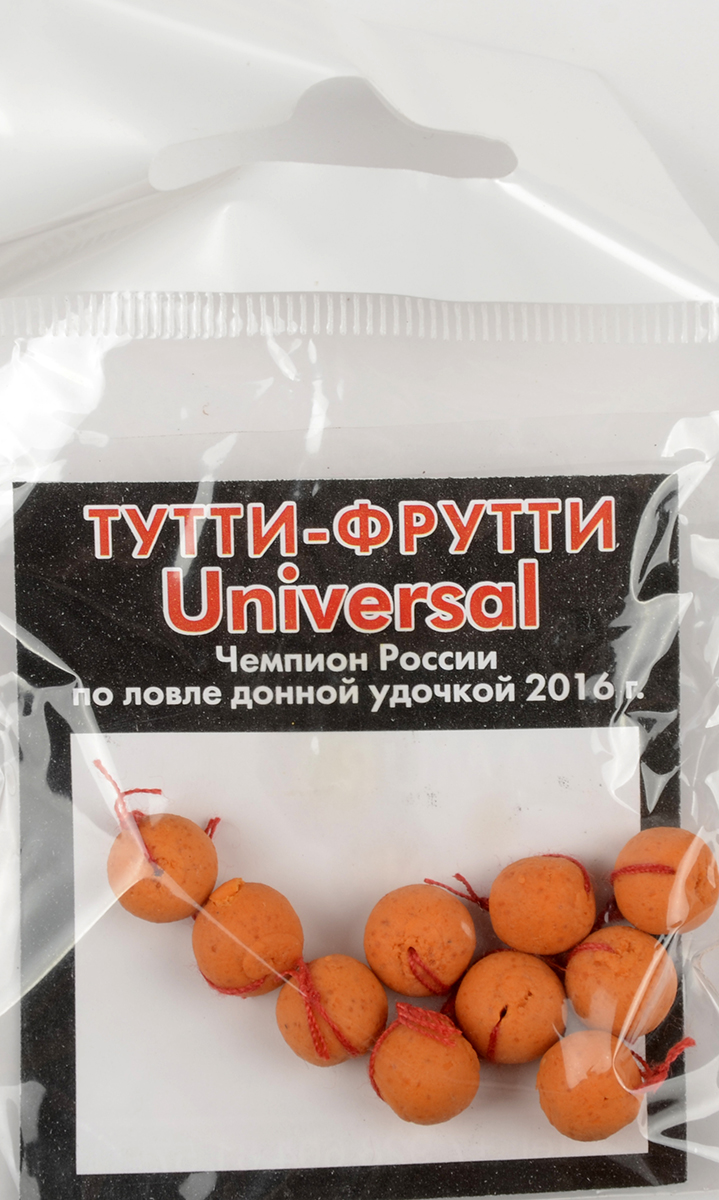 ТУТТИ-ФРУТТИ
Universal
Чемпион России
по ловле донной удочкой 2016 г.